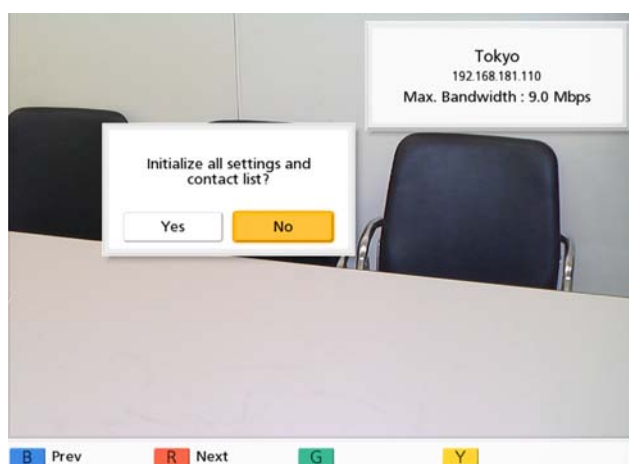 Tokyo
192.168.181.110
Max. Bandwidth : 9.0 Mbps
Initialize all settings and
contact list?
Yes No
B Prev R Next G Y